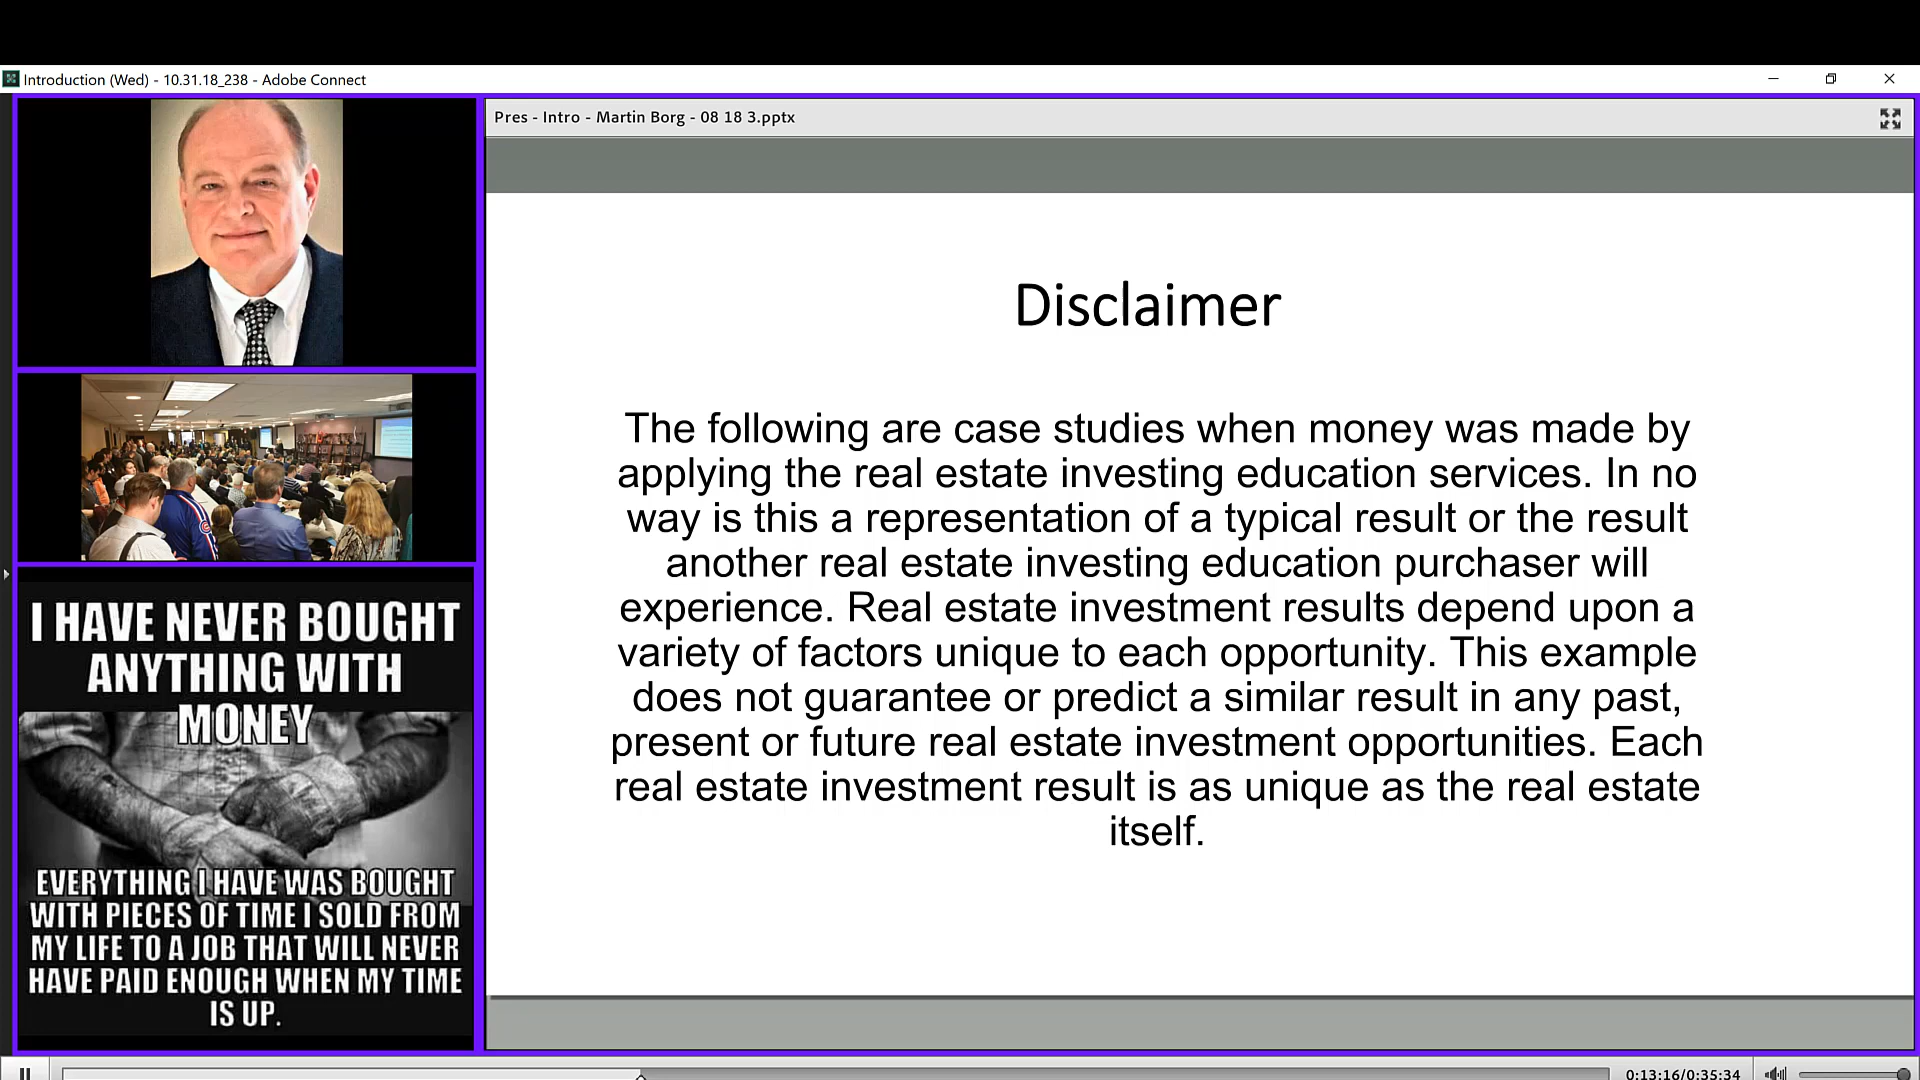 Introduction (Wed) - 10.31.18_238 - Adobe Connect
Pres - Intro - Martin Borg - 08 18 3.pptx
I HAVE NEVER BOUGHT
ANYTHING WITH
MONEY
EVERYTHING I HAVE WAS BOUGHT
WITH PIECES OF TIME I SOLD FROM
MY LIFE TO A JOB THAT WILL NEVER
HAVE PAID ENOUGH WHEN MY TIME
IS UP.
Disclaimer
The following are case studies when money was made by
applying the real estate investing education services. In no
way is this a representation of a typical result or the result
another real estate investing education purchaser will
experience. Real estate investment results depend upon a
variety of factors unique to each opportunity. This example
does not guarantee or predict a similar result in any past,
present or future real estate investment opportunities. Each
real estate investment result is as unique as the real estate
itself.
0:13:16/0:35:34